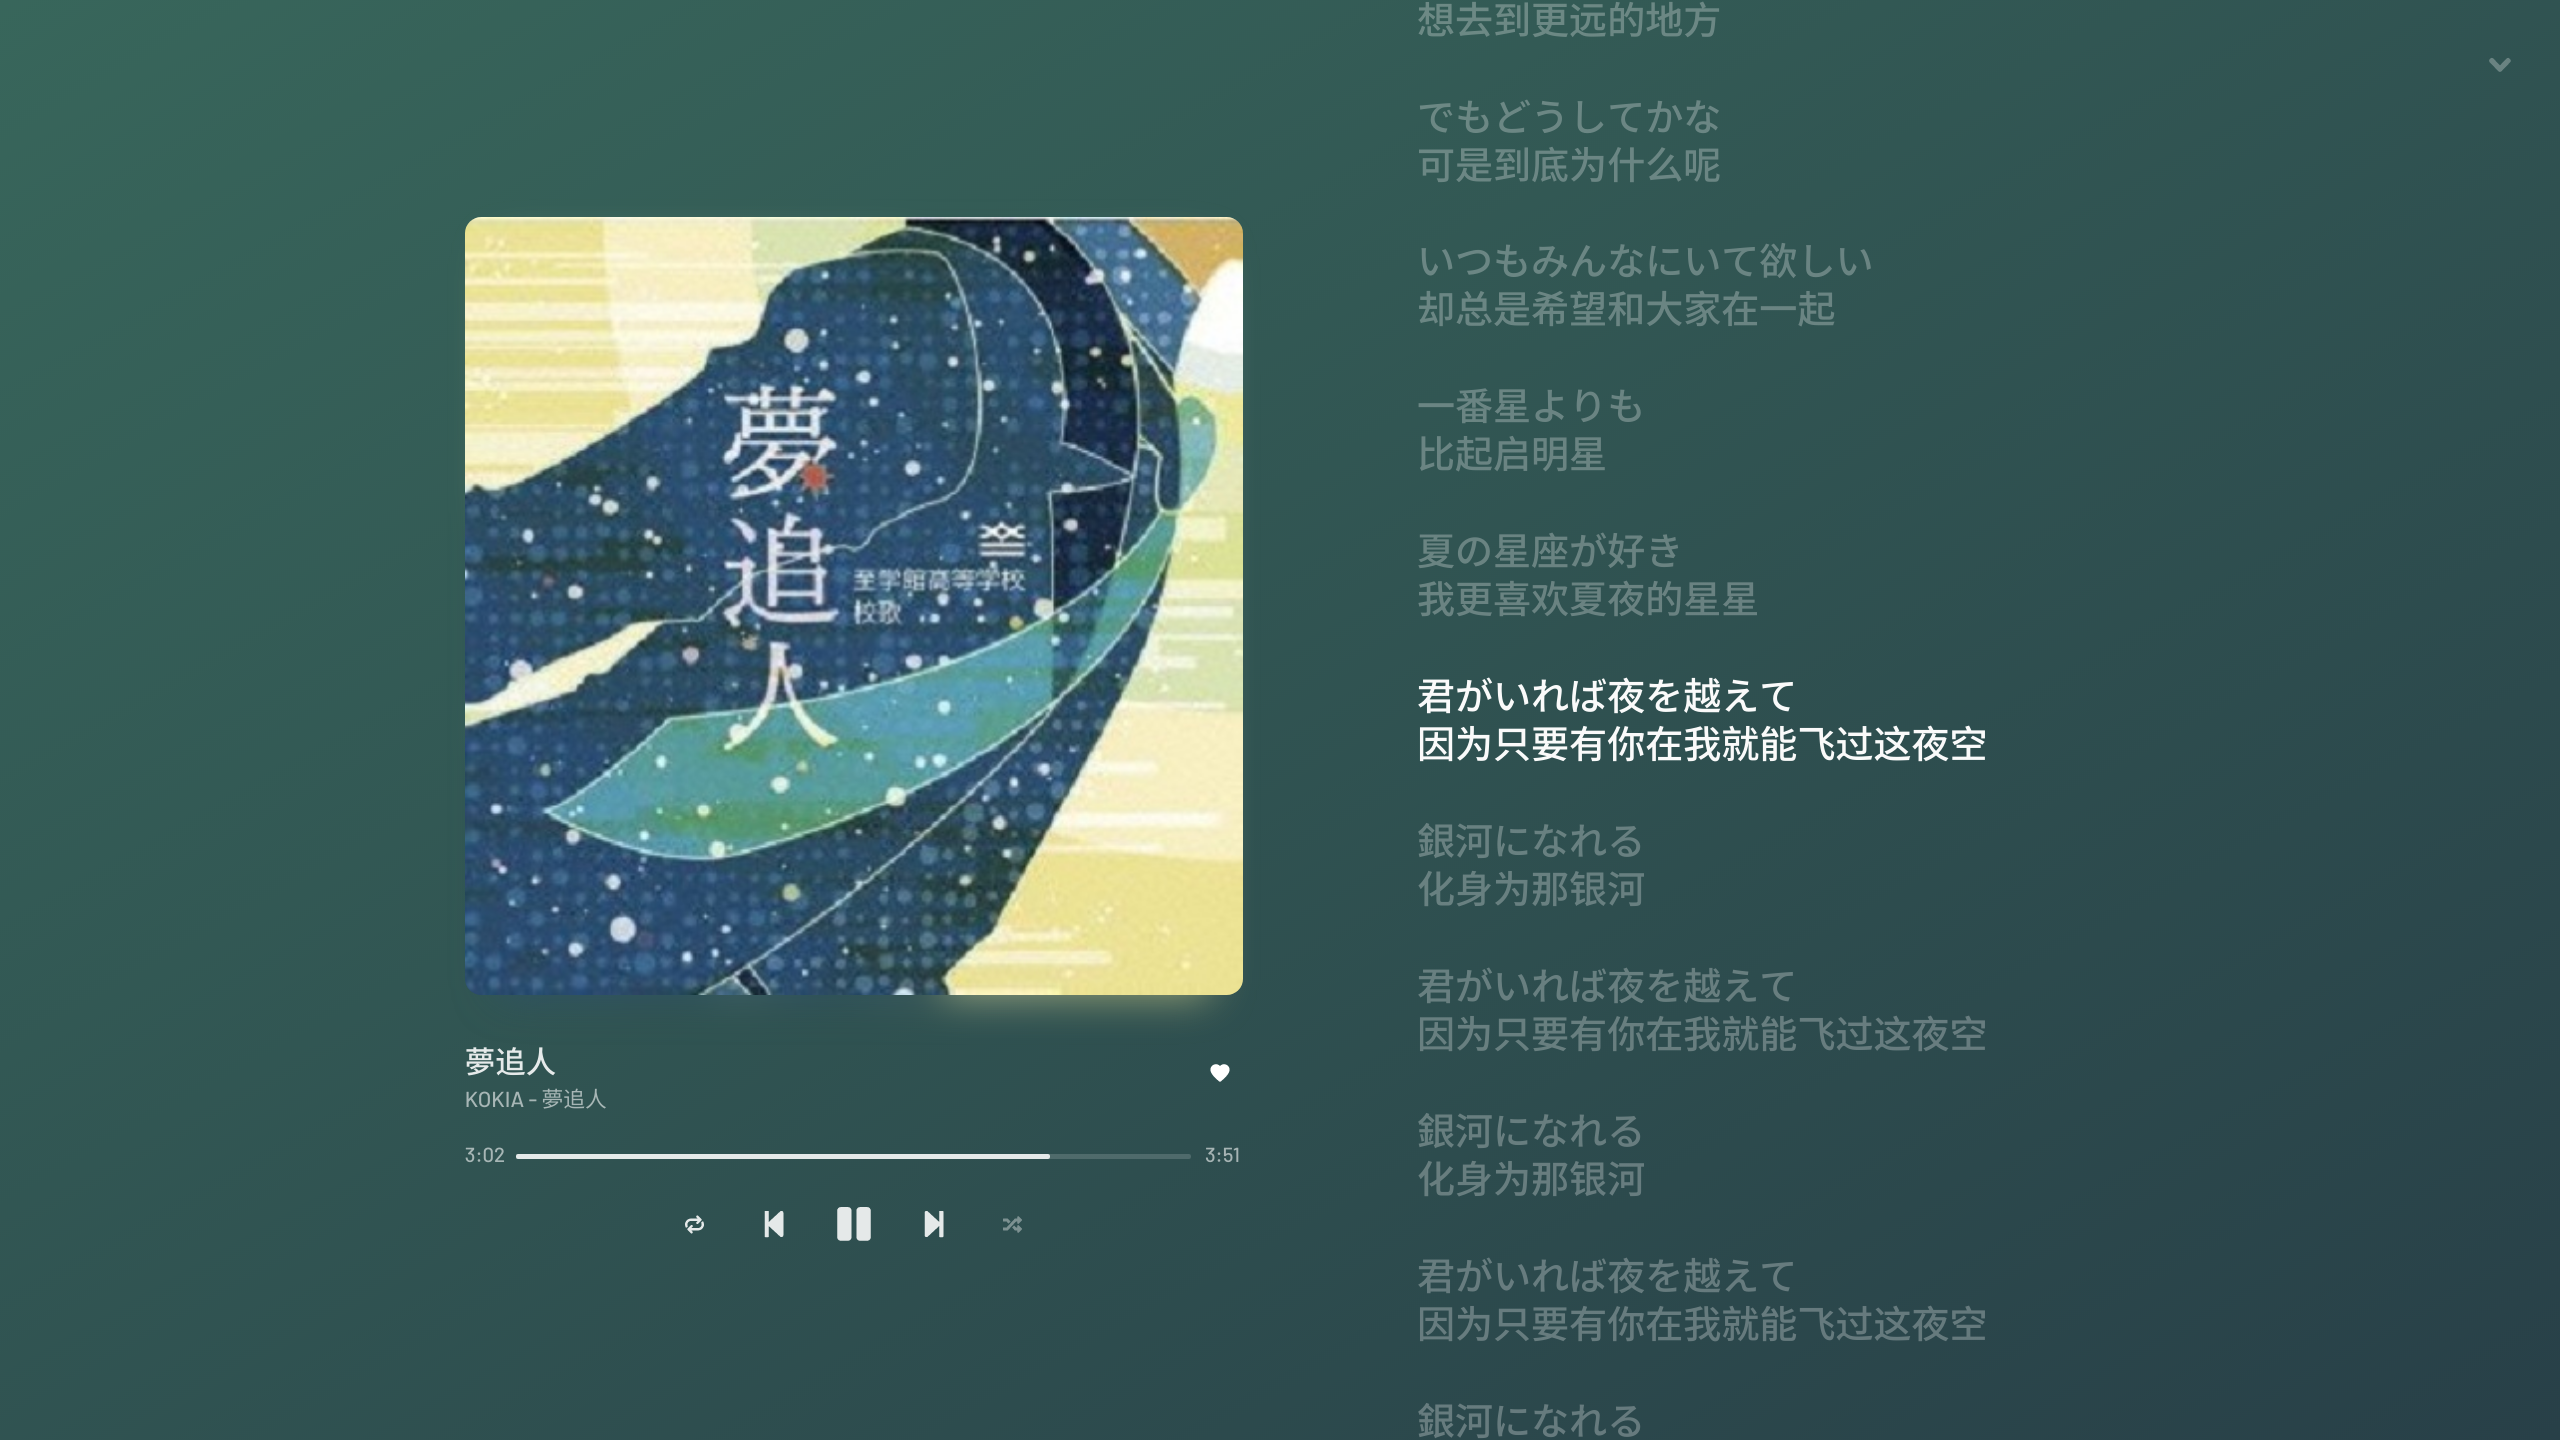 夢
追
人
至学館高等学校
校歌
夢追人
KOKIA - 夢追人
3:02
3:51
想去到更远的地方
でもどうしてかな
可是到底为什么呢
いつもみんなにいて欲しい
却总是希望和大家在一起
一番星よりも
比起启明星
夏の星座が好き
我更喜欢夏夜的星星
君がいれば夜を越えて
因为只要有你在我就能飞过这夜空
銀河になれる
化身为那银河
君がいれば夜を越えて
因为只要有你在我就能飞过这夜空
銀河になれる
化身为那银河
君がいれば夜を越えて
因为只要有你在我就能飞过这夜空
銀河になれる